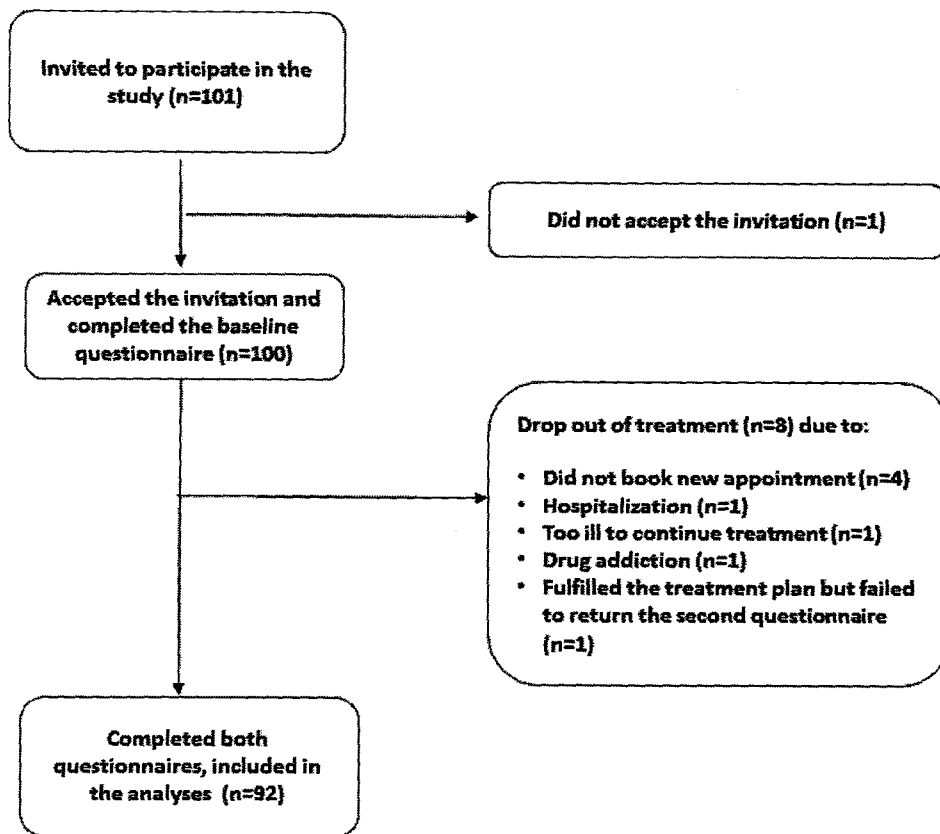 Invited to participate in the
study (n=101)
Did not accept the invitation (n=1)
Accepted the invitation and
completed the baseline
questionnaire (n=100)
Drop out of treatment (n=8) due to:
• Did not book new appointment (n=4)
• Hospitalization (n=1)
• Too ill to continue treatment (n=1)
• Drug addiction (n=1)
• Fulfilled the treatment plan but failed
to return the second questionnaire
(n=1)
Completed both
questionnaires, included in
the analyses (n=92)